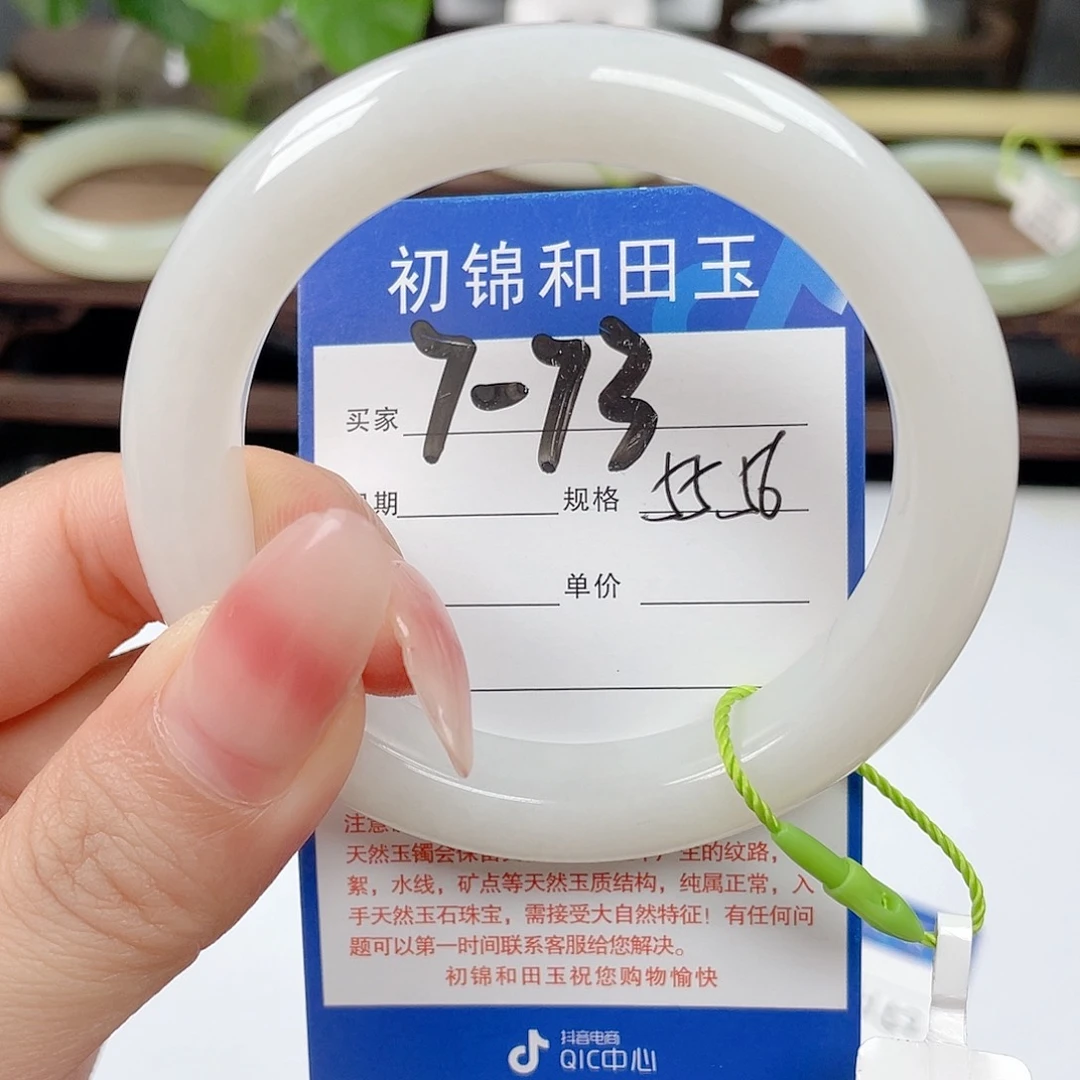 初锦和田玉
7-73
买家
期 规格
单价
注意
天然玉镯会保留 生的纹路，
絮，水线，矿点等天然玉质结构，纯属正常，入
手天然玉石珠宝，需接受大自然特征！有任何问
题可以第一时间联系客服给您解决。
初锦和田玉祝您购物愉快
抖音电商
QIC中心